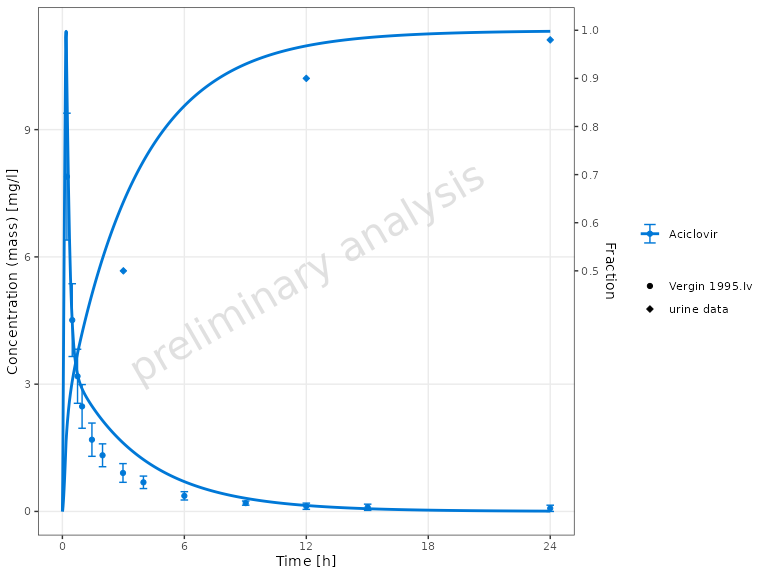 Concentration (mass) [mg/l]
9
6
3
0
preliminary analysis
1.0
0.9
0.8
0.7
0.6
0.5
Fraction
0
6
12
18
24
Time [h]
Aciclovir
Vergin 1995.Iv
urine data